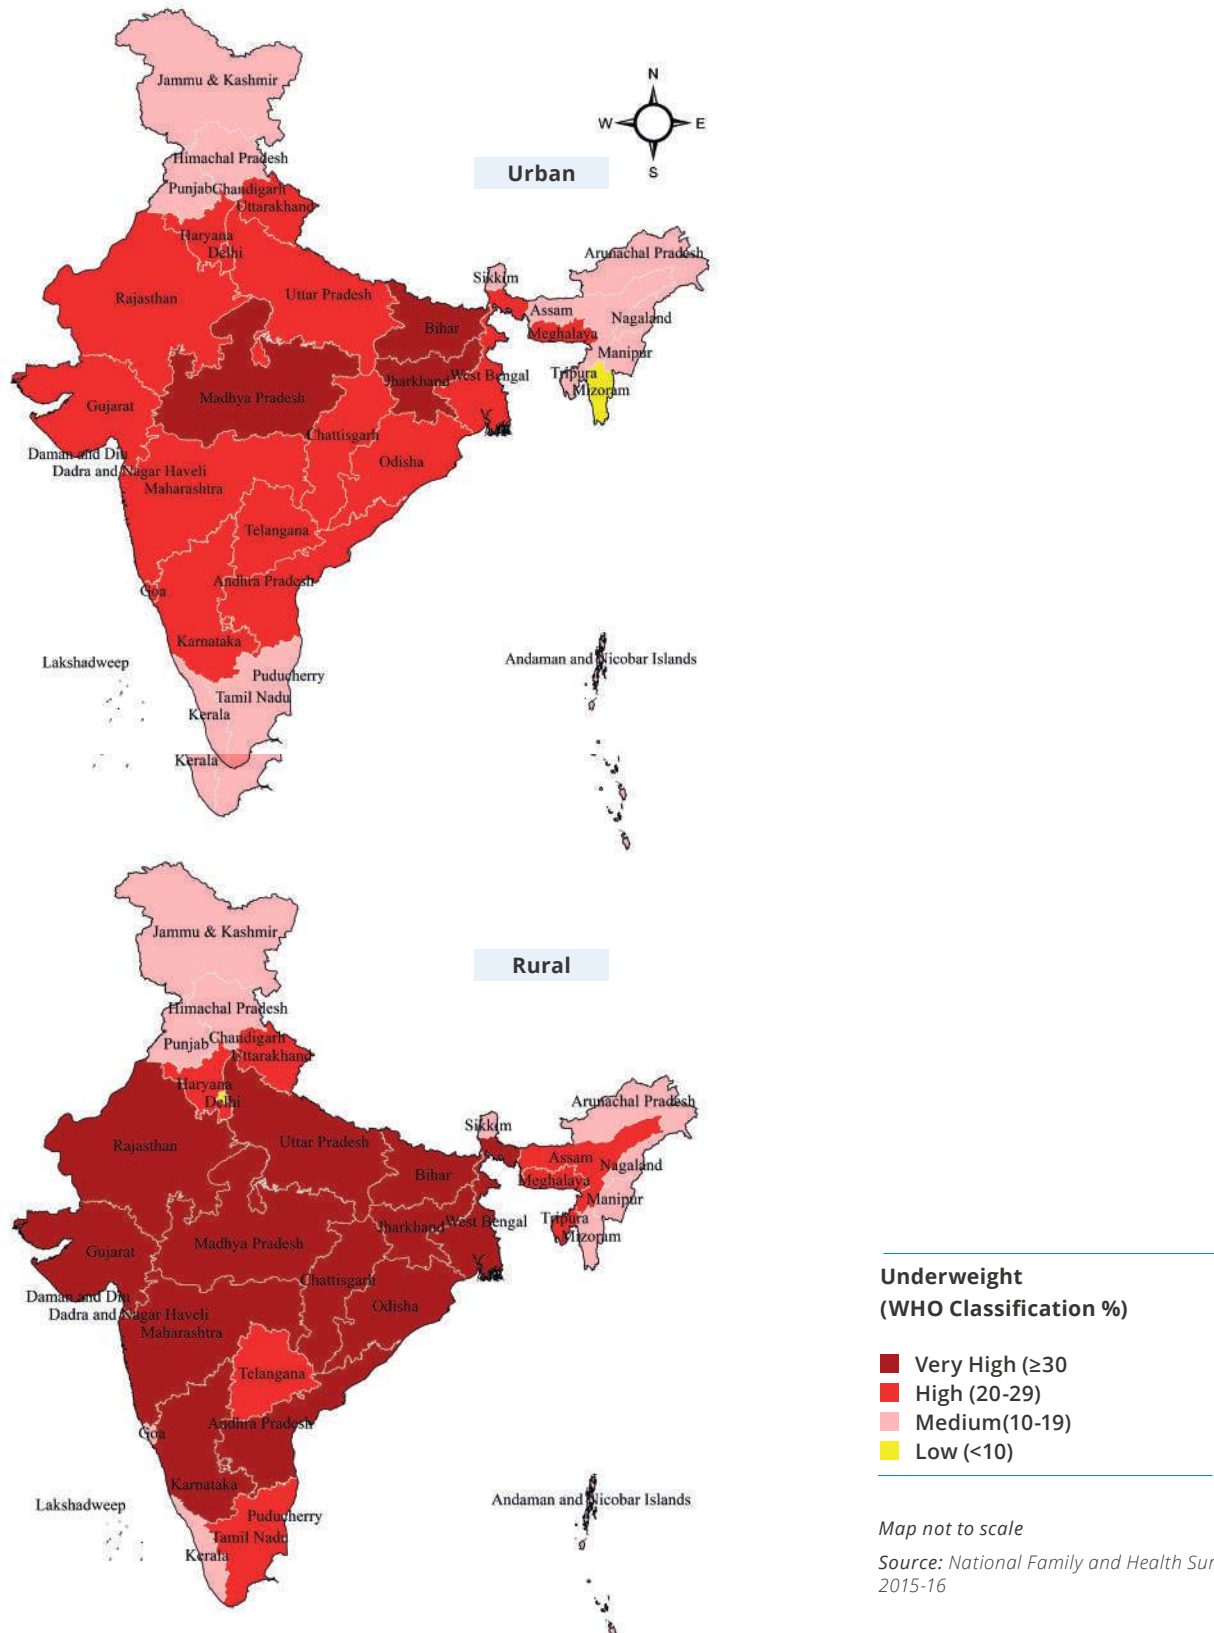 Jammu & Kashmir
N
W E
S
Himachal Pradesh
Urban
Punjab
Chandigarh
Uttarakhand
Haryana
Delhi
Arunachal Pradesh
Sikkim
Rajasthan
Uttar Pradesh
Assam
Nagaland
Bihar
Meghalaya
Manipur
Tripura
Jharkhand
West Bengal
Mizoram
Madhya Pradesh
Gujarat
Chattisgarh
Daman and Diu
Odisha
Dadra and Nagar Haveli
Maharashtra
Telangana
Andhra Pradesh
Goa
Karnataka
Lakshadweep
Andaman and Nicobar Islands
Puducherry
Tamil Nadu
Kerala
Kerala
Jammu & Kashmir
Rural
Himachal Pradesh
Chandigarh
Punjab
Uttarakhand
Haryana
Delhi
Arunachal Pradesh
Sikkim
Uttar Pradesh
Rajasthan
Assam
Nagaland
Bihar
Meghalaya
Manipur
Tripura
Jharkhand
West Bengal
Mizoram
Madhya Pradesh
Gujarat
Chattisgarh
Daman and Diu
Odisha
Dadra and Nagar Haveli
Maharashtra
Telangana
Andhra Pradesh
Goa
Karnataka
Lakshadweep
Andaman and Nicobar Islands
Puducherry
Tamil Nadu
Kerala
Underweight
(WHO Classification %)
Very High (≥30
High (20-29)
Medium(10-19)
Low (<10)
Map not to scale
Source: National Family and Health Sur
2015-16